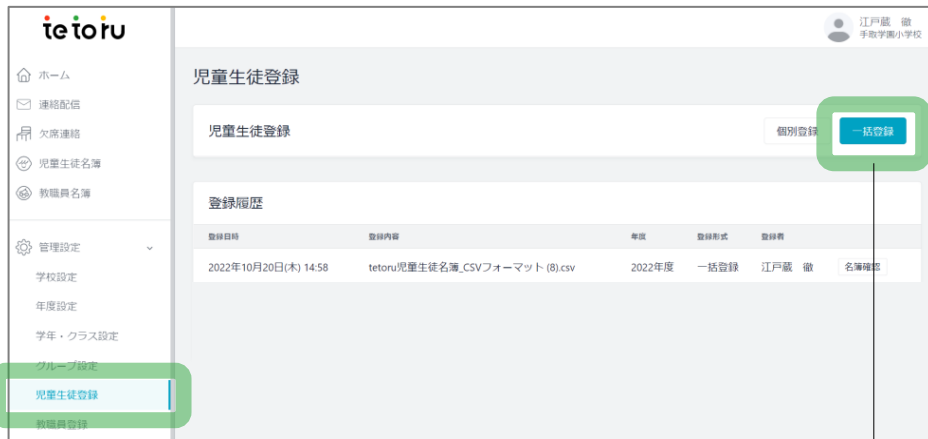 tetoru
江戸蔵 徹
手取学園小学校
ホーム
連絡配信
欠席連絡
児童生徒名簿
教職員名簿
管理設定
学校設定
年度設定
学年・クラス設定
グループ設定
児童生徒登録
教職員登録
児童生徒登録
児童生徒登録
個別登録
一括登録
登録履歴
登録日時 登録内容 年度 登録形式 登録者
2022年10月20日(木) 14:58 tetoru児童生徒名簿_CSVフォーマット (8).csv 2022年度 一括登録 江戸蔵 徹 名簿確認